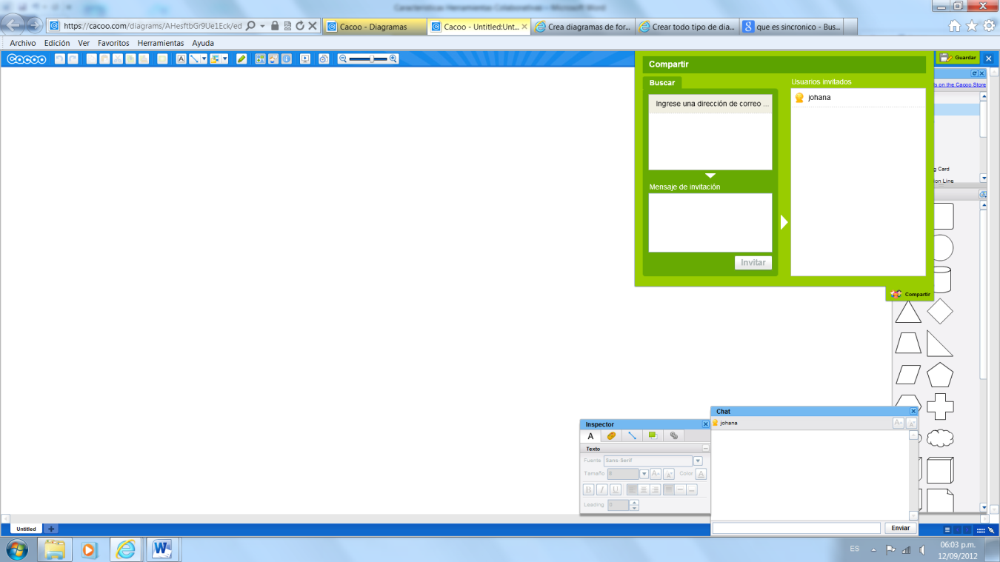 Características Herramientas Colaborativas - Microsoft Word
https://cacoo.com/diagrams/AHesftbGr9Ue1Eck/ed
Cacoo - Diagramas
Cacoo - Untitled:Unt...
Crea diagramas de for...
Crear todo tipo de dia...
que es sincronico - Bus...
Archivo Edición Ver Favoritos Herramientas Ayuda
cacoo
Guardar
Compartir
Buscar
Usuarios invitados
s on the Cacoo Store
Ingrese una dirección de correo ...
johana
g Card
ion Line
Mensaje de invitación
Invitar
Compartir
Chat
johana
Inspector
Texto
Fuente Sans-Serif
Tamaño 8 Color
Leading 0
Enviar
Untitled
ES
06:03 p.m.
12/09/2012